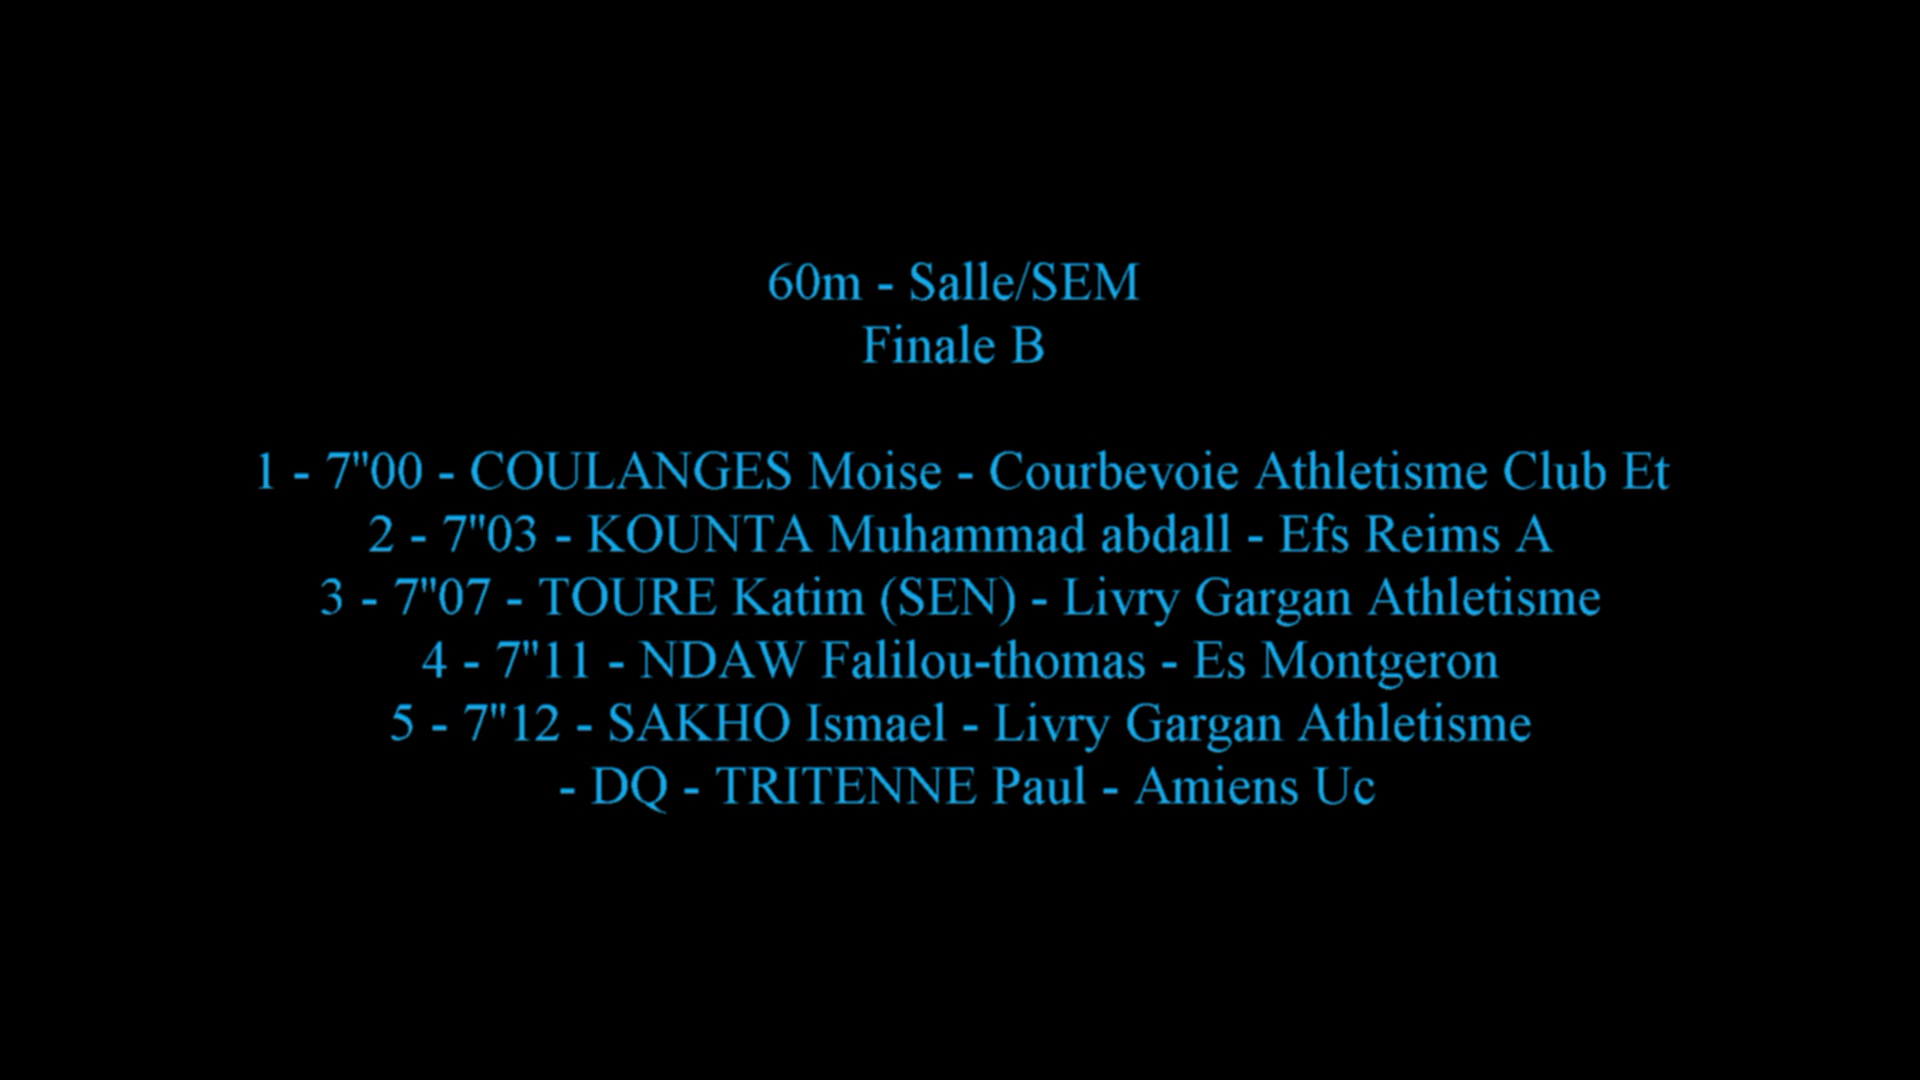 60m - Salle/SEM
Finale B
1 - 7"00 - COULANGES Moise - Courbevoie Athletisme Club Et
2 - 7"03 - KOUNTA Muhammad abdall - Efs Reims A
3 - 7"07 - TOURE Katim (SEN) - Livry Gargan Athletisme
4 - 7"11 - NDAW Falilou-thomas - Es Montgeron
5 - 7"12 - SAKHO Ismael - Livry Gargan Athletisme
- DQ - TRITENNE Paul - Amiens Uc